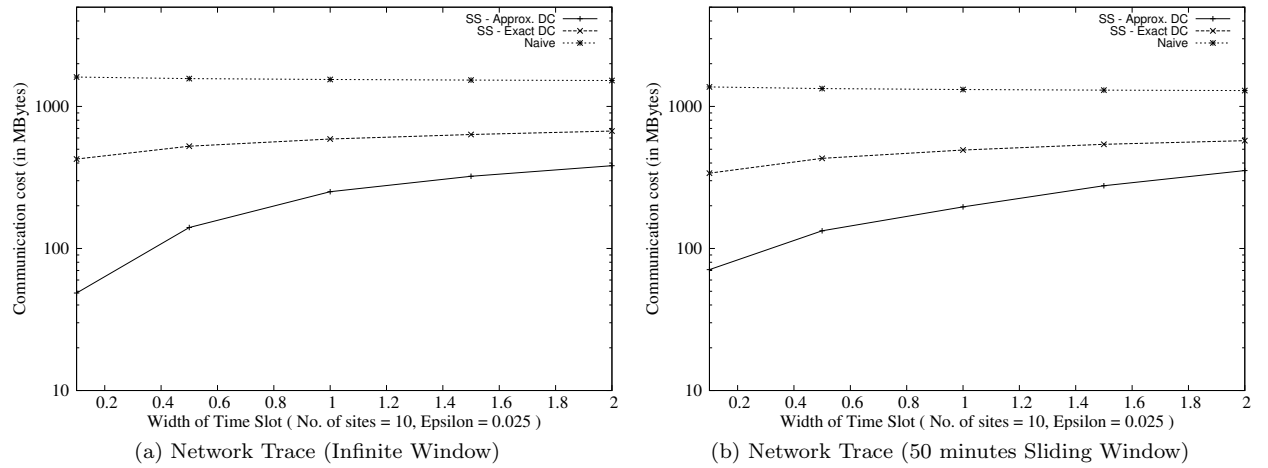 SS - Approx. DC
SS - Exact DC
Naive
Communication cost (in MBytes)
1000
100
10
0.2 0.4 0.6 0.8 1 1.2 1.4 1.6 1.8 2
Width of Time Slot ( No. of sites = 10, Epsilon = 0.025 )
(a) Network Trace (Infinite Window)
SS - Approx. DC
SS - Exact DC
Naive
Communication cost (in MBytes)
1000
100
10
0.2 0.4 0.6 0.8 1 1.2 1.4 1.6 1.8 2
Width of Time Slot ( No. of sites = 10, Epsilon = 0.025 )
(b) Network Trace (50 minutes Sliding Window)